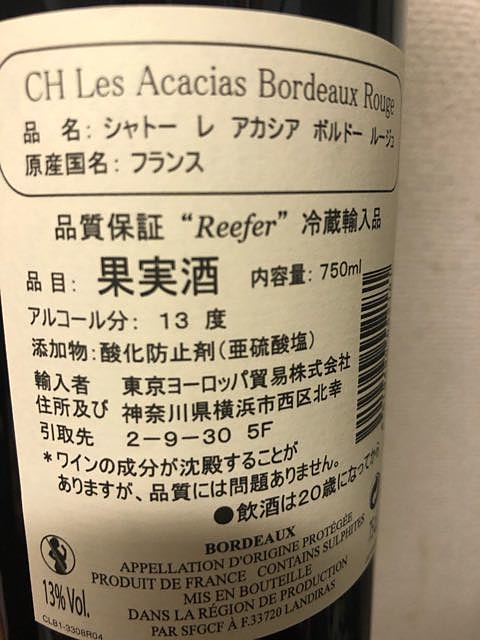 CH Les Acacias Bordeaux Rouge
品 名: シャトー レ アカシア ボルドー ルージュ
原産国名: フランス
品質保証 “Reefer” 冷蔵輸入品
品目: 果実酒 内容量: 750ml
アルコール分: 13 度
添加物:酸化防止剤(亜硫酸塩)
輸入者 東京ヨーロッパ貿易株式会社
住所及び 神奈川県横浜市西区北幸
引取先 2-9-30 5F
*ワインの成分が沈殿することが
ありますが、品質には問題ありません。
●飲酒は20歳になってから
BORDEAUX
APPELLATION D'ORIGINE PROTÉGÉE
PRODUIT DE FRANCE CONTAINS SULPHITES
MIS EN BOUTEILLE
DANS LA RÉGION DE PRODUCTION
PAR SFGCF À F.33720 LANDIRAS
13% Vol.
CLB1-3308R04